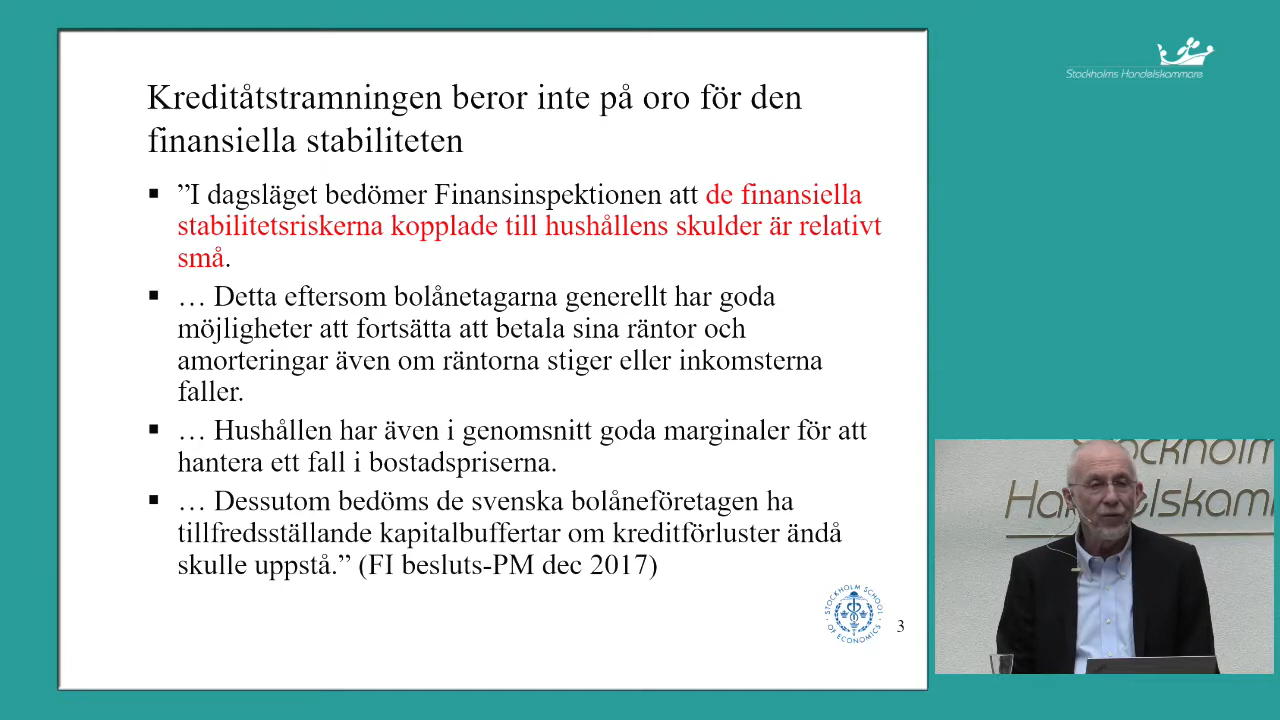 Kreditåtstramningen beror inte på oro för den
finansiella stabiliteten
▪ ”I dagsläget bedömer Finansinspektionen att de finansiella
stabilitetsriskerna kopplade till hushållens skulder är relativt
små.
▪ … Detta eftersom bolånetagarna generellt har goda
möjligheter att fortsätta att betala sina räntor och
amorteringar även om räntorna stiger eller inkomsterna
faller.
▪ … Hushållen har även i genomsnitt goda marginaler för att
hantera ett fall i bostadspriserna.
▪ … Dessutom bedöms de svenska bolåneföretagen ha
tillfredsställande kapitalbuffertar om kreditförluster ändå
skulle uppstå.” (FI besluts-PM dec 2017)
STOCKHOLM SCHOOL
OF ECONOMICS
3
Stockholms Handelskammare